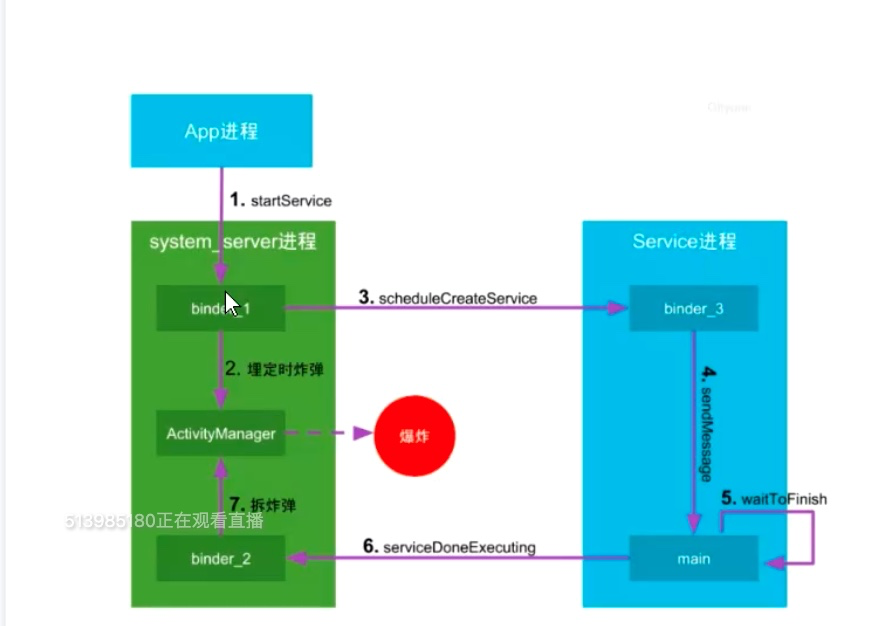 App进程
1. startService
system_server进程
Service进程
3. scheduleCreateService
binder_1
binder_3
2. 埋定时炸弹
4. sendMessage
ActivityManager
爆炸
5. waitToFinish
7. 拆炸弹
513985180正在观看直播
6. serviceDoneExecuting
binder_2
main